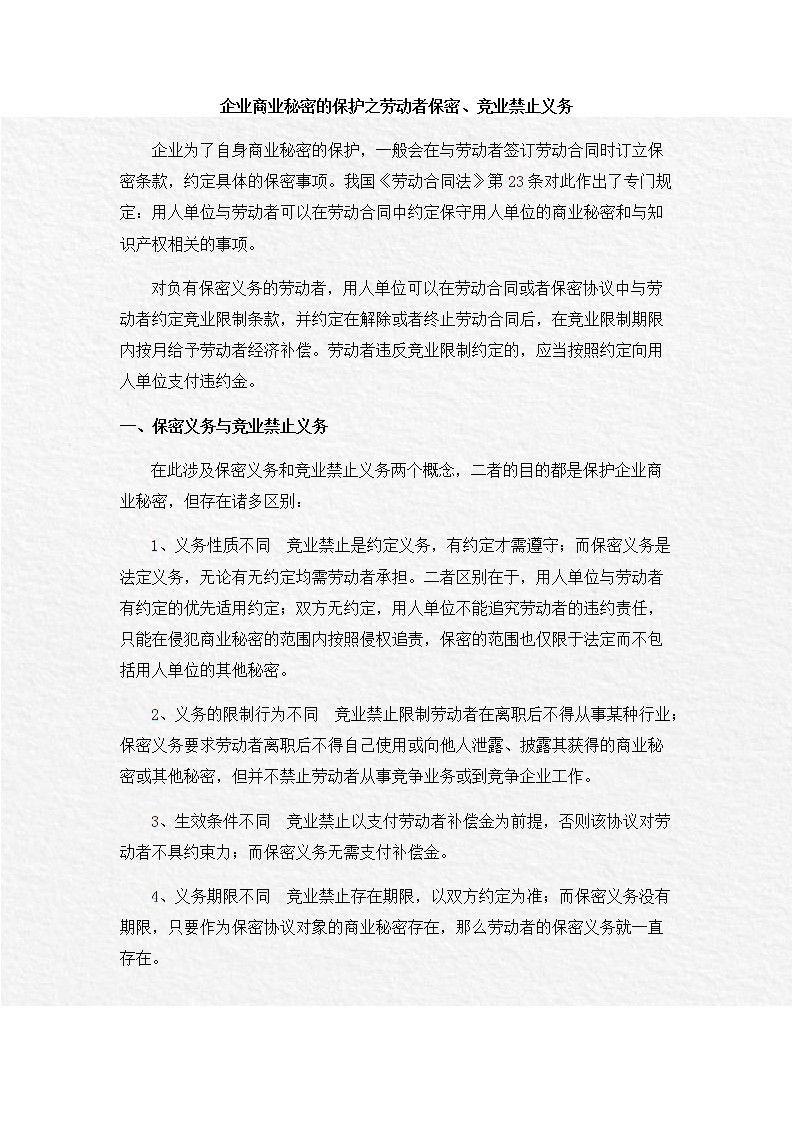 企业商业秘密的保护之劳动者保密、竞业禁止义务
企业为了自身商业秘密的保护，一般会在与劳动者签订劳动合同时订立保
密条款，约定具体的保密事项。我国《劳动合同法》第 23 条对此作出了专门规
定：用人单位与劳动者可以在劳动合同中约定保守用人单位的商业秘密和与知
识产权相关的事项。
对负有保密义务的劳动者，用人单位可以在劳动合同或者保密协议中与劳
动者约定竞业限制条款，并约定在解除或者终止劳动合同后，在竞业限制期限
内按月给予劳动者经济补偿。劳动者违反竞业限制约定的，应当按照约定向用
人单位支付违约金。
一、保密义务与竞业禁止义务
在此涉及保密义务和竞业禁止义务两个概念，二者的目的都是保护企业商
业秘密，但存在诸多区别：
1、义务性质不同　竞业禁止是约定义务，有约定才需遵守；而保密义务是
法定义务，无论有无约定均需劳动者承担。二者区别在于，用人单位与劳动者
有约定的优先适用约定；双方无约定，用人单位不能追究劳动者的违约责任，
只能在侵犯商业秘密的范围内按照侵权追责，保密的范围也仅限于法定而不包
括用人单位的其他秘密。
2、义务的限制行为不同　竞业禁止限制劳动者在离职后不得从事某种行业；
保密义务要求劳动者离职后不得自己使用或向他人泄露、披露其获得的商业秘
密或其他秘密，但并不禁止劳动者从事竞争业务或到竞争企业工作。
3、生效条件不同　竞业禁止以支付劳动者补偿金为前提，否则该协议对劳
动者不具约束力；而保密义务无需支付补偿金。
4、义务期限不同　竞业禁止存在期限，以双方约定为准；而保密义务没有
期限，只要作为保密协议对象的商业秘密存在，那么劳动者的保密义务就一直
存在。